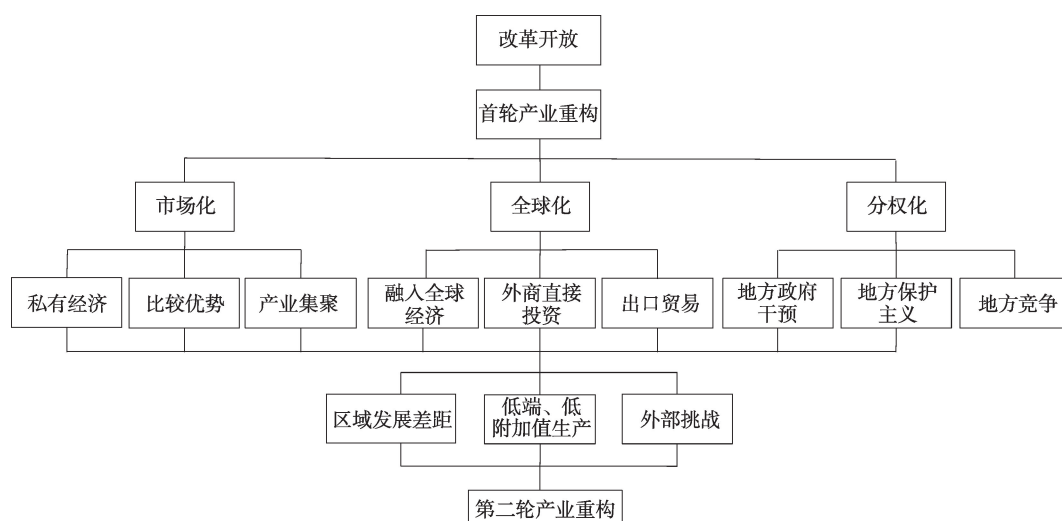 改革开放
首轮产业重构
市场化
全球化
分权化
私有经济
比较优势
产业集聚
融入全球
经济
外商直接
投资
出口贸易
地方政府
干预
地方保护
主义
地方竞争
区域发展差距
低端、低
附加值生产
外部挑战
第二轮产业重构